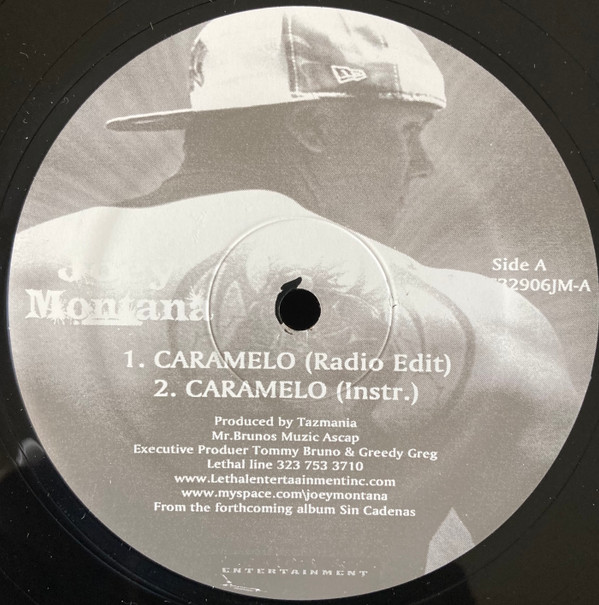 Joey
Montana
Side A
32906JM-A
1. CARAMELO (Radio Edit)
2. CARAMELO (Instr.)
Produced by Tazmania
Mr.Brunos Muzic Ascap
Executive Produer Tommy Bruno & Greedy Greg
Lethal line 323 753 3710
www.Lethalentertaainmentinc.com
www.myspace.com\joeymontana
From the forthcoming album Sin Cadenas
ENTERTAINMENT